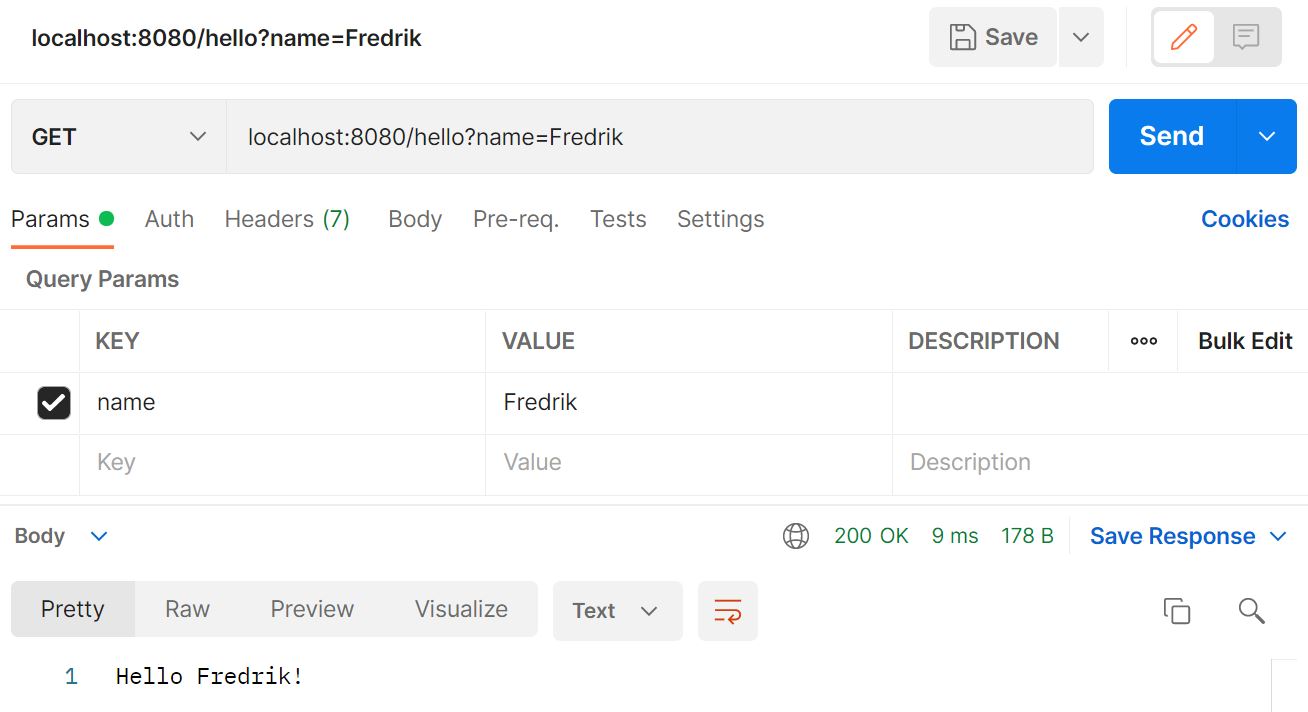 localhost:8080/hello?name=Fredrik Save
GET localhost:8080/hello?name=Fredrik Send
Params Auth Headers (7) Body Pre-req. Tests Settings Cookies
Query Params
KEY VALUE DESCRIPTION ooo Bulk Edit
name Fredrik
Key Value Description
Body 200 OK 9 ms 178 B Save Response
Pretty Raw Preview Visualize Text
1 Hello Fredrik!